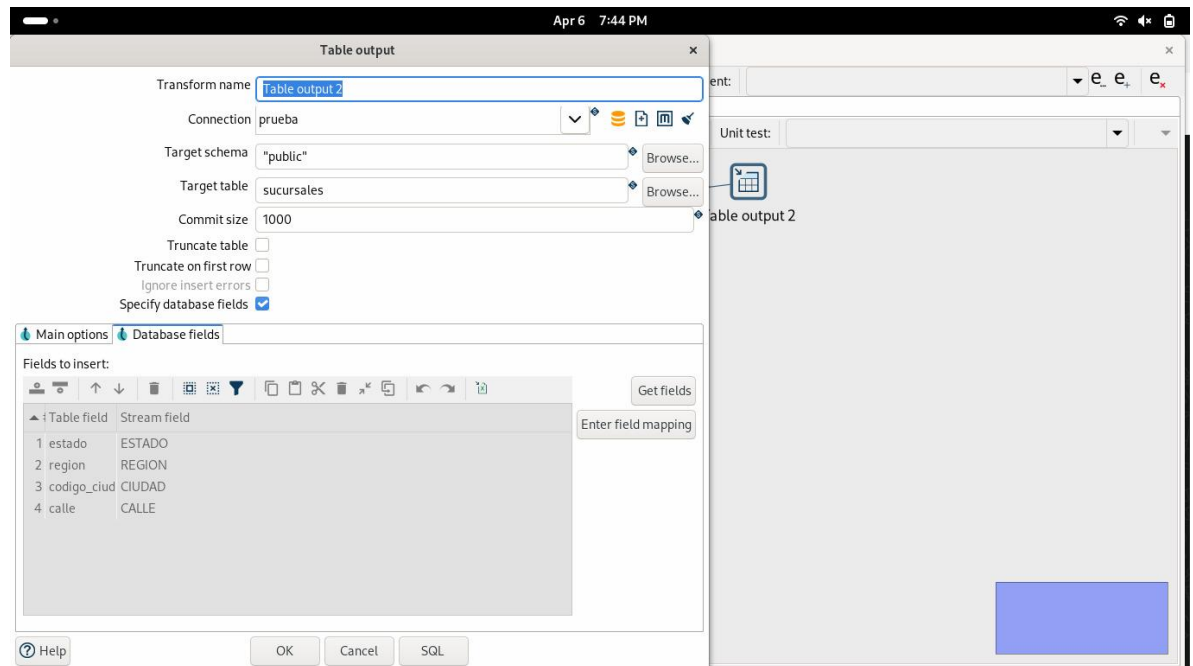 Apr 6 7:44 PM
Table output
Transform name Table output 2
Connection prueba
Target schema "public" Browse...
Target table sucursales Browse...
Commit size 1000
Truncate table
Truncate on first row
Ignore insert errors
Specify database fields
Main options Database fields
Fields to insert:
Get fields
Enter field mapping
Table field Stream field
1 estado ESTADO
2 region REGION
3 codigo_ciud CIUDAD
4 calle CALLE
Help OK Cancel SQL
ent:
Unit test:
able output 2